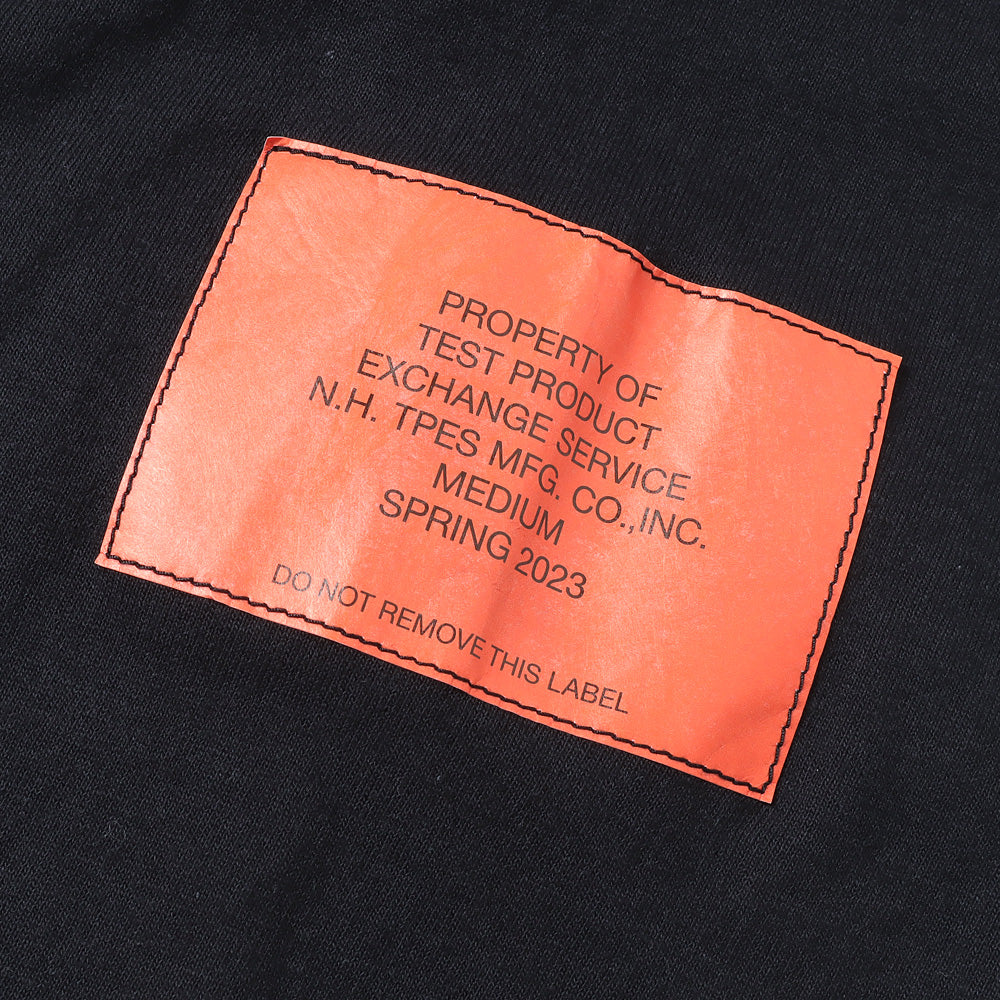 PROPERTY OF
TEST PRODUCT
EXCHANGE SERVICE
N.H. TPES MFG. CO.,INC.
MEDIUM
SPRING 2023
DO NOT REMOVE THIS LABEL